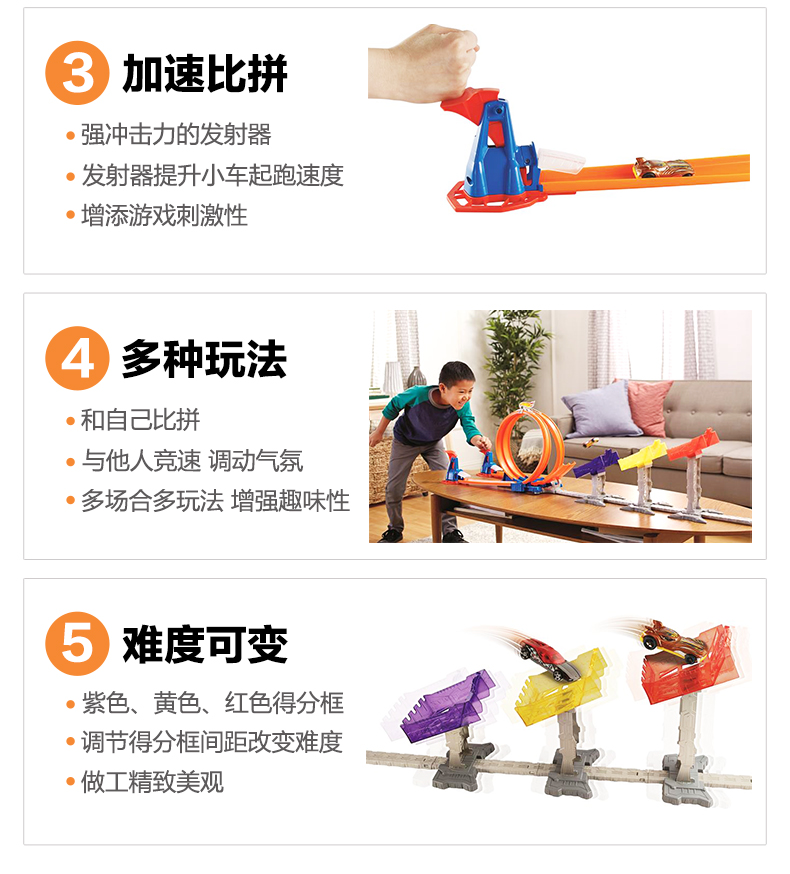 3 加速比拼
• 强冲击力的发射器
• 发射器提升小车起跑速度
• 增添游戏刺激性
4 多种玩法
• 和自己比拼
• 与他人竞速 调动气氛
• 多场合多玩法 增强趣味性
5 难度可变
• 紫色、黄色、红色得分框
• 调节得分框间距改变难度
• 做工精致美观